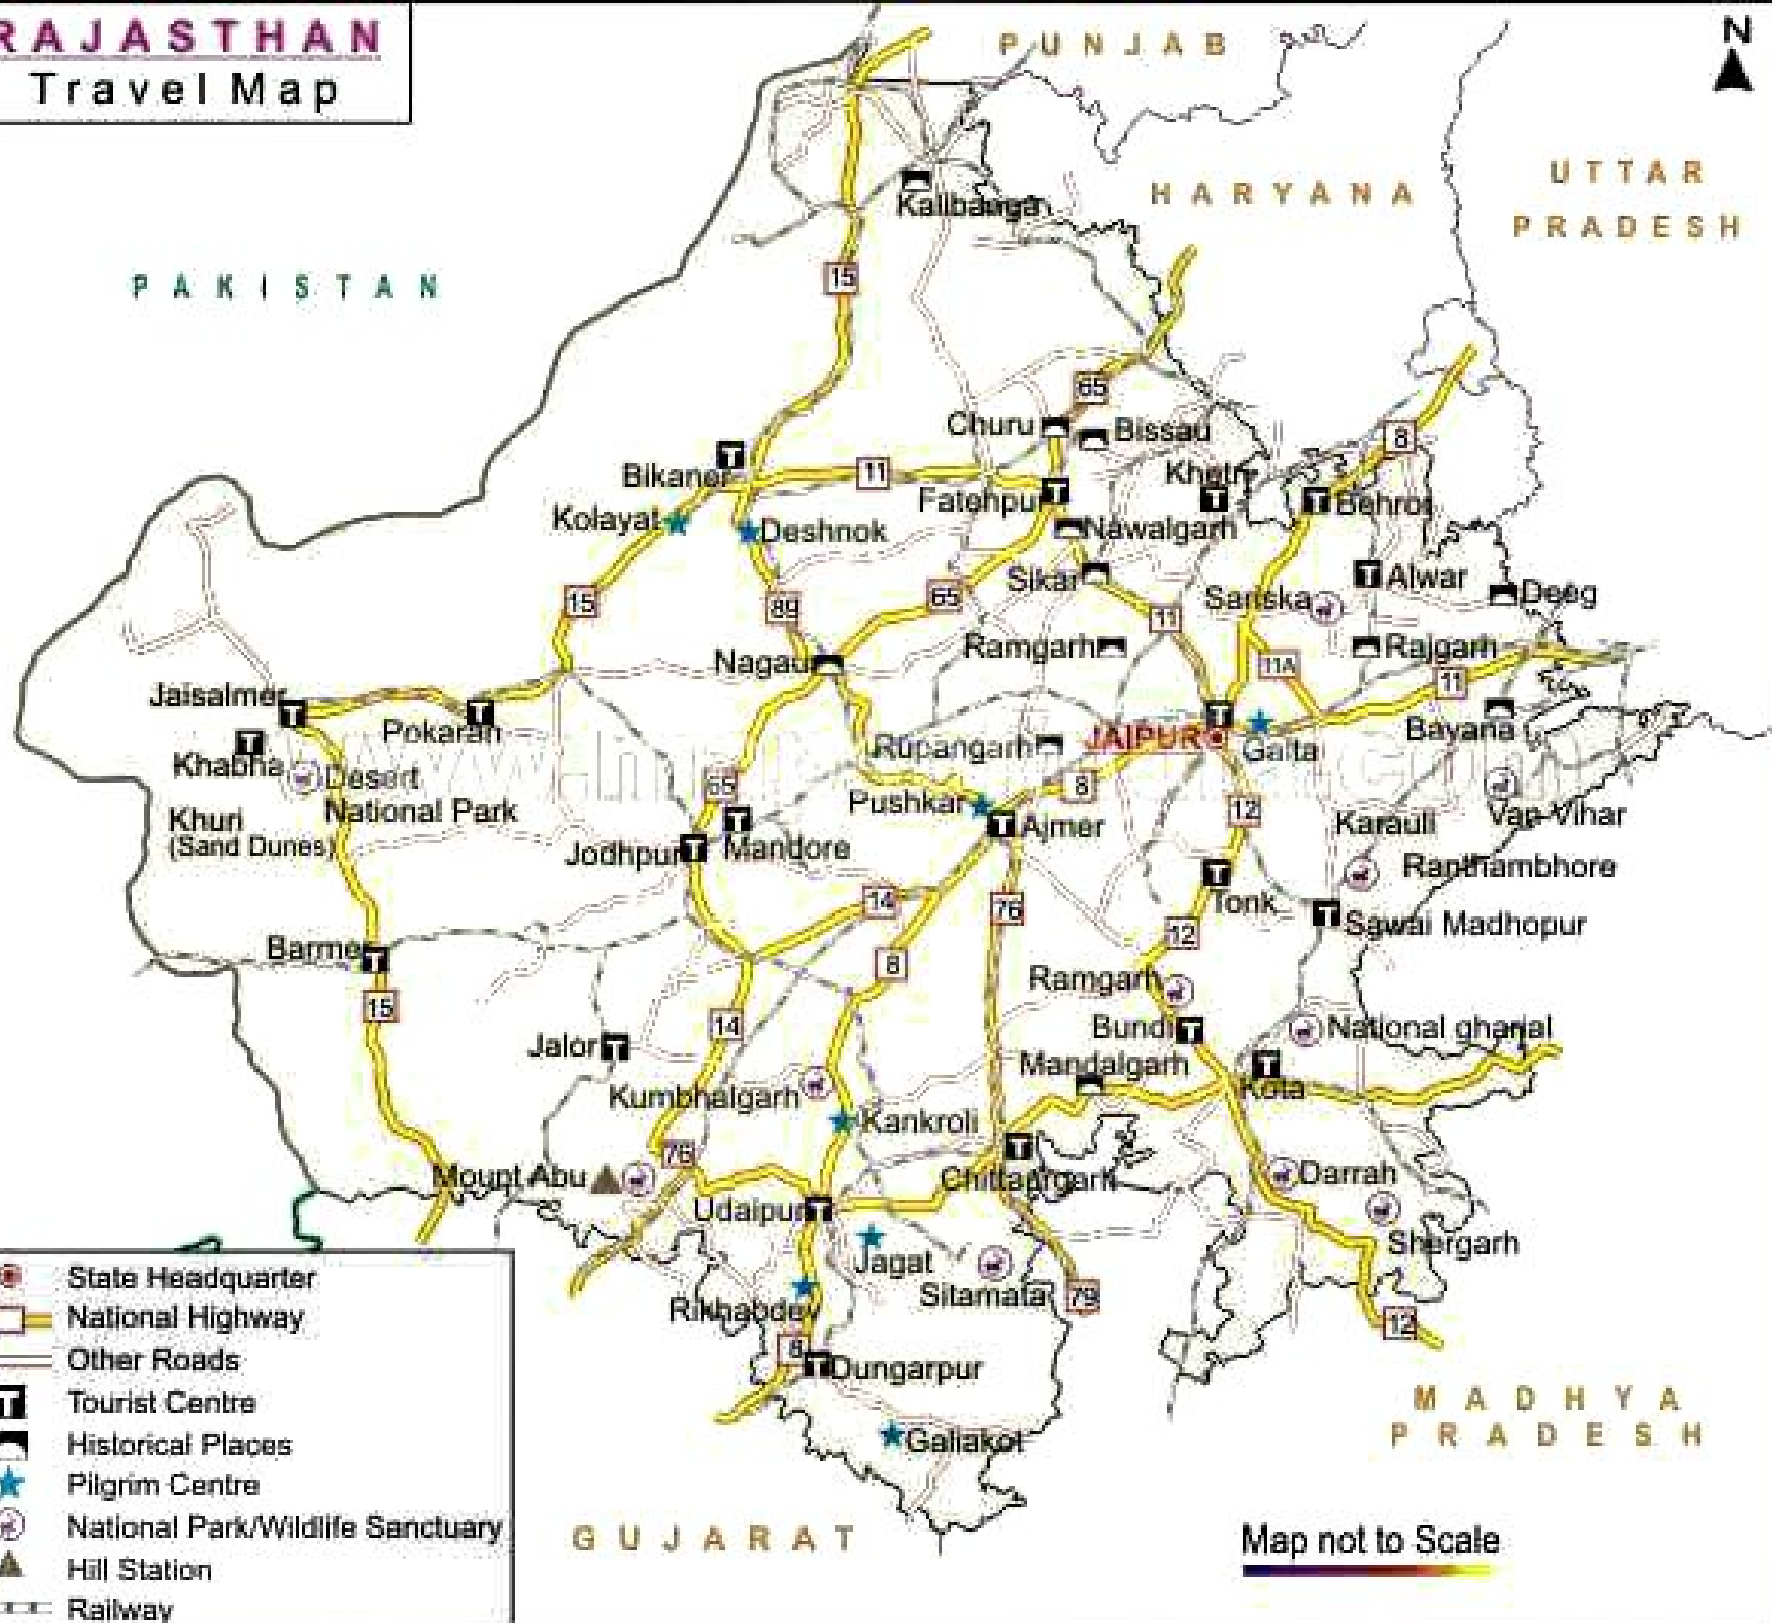 RAJASTHAN
Travel Map
N
PUNJAB
HARYANA
UTTAR
PRADESH
PAKISTAN
15
65
8
Churu
Bissau
Bikaner
11
Khetri
Fatehpur
Behror
Kolayat
Deshnok
Nawalgarh
Sikar
Alwar
Deeg
15
89
65
Sariska
11
Nagaur
Ramgarh
Rajgarh
11A
11
Jaisalmer
Pokaran
Bayana
Rupangarh
JAIPUR
Galta
Khabha
Desert
National Park
65
8
Pushkar
12
Khuri
(Sand Dunes)
Ajmer
Karauli
Van Vihar
Jodhpur
Mandore
Ranthambhore
14
76
Tonk
Sawai Madhopur
12
Barmer
8
Ramgarh
15
14
Bundi
National gharial
Jalor
Mandalgarh
Kota
Kumbhalgarh
Kankroli
76
Mount Abu
Chittaurgarh
Darrah
Udaipur
Shergarh
Jagat
Sitamata
79
Rikhabdev
12
8
Dungarpur
Galiakot
MADHYA
PRADESH
GUJARAT
State Headquarter
National Highway
Other Roads
Tourist Centre
Historical Places
Pilgrim Centre
National Park/Wildlife Sanctuary
Hill Station
Railway
Map not to Scale